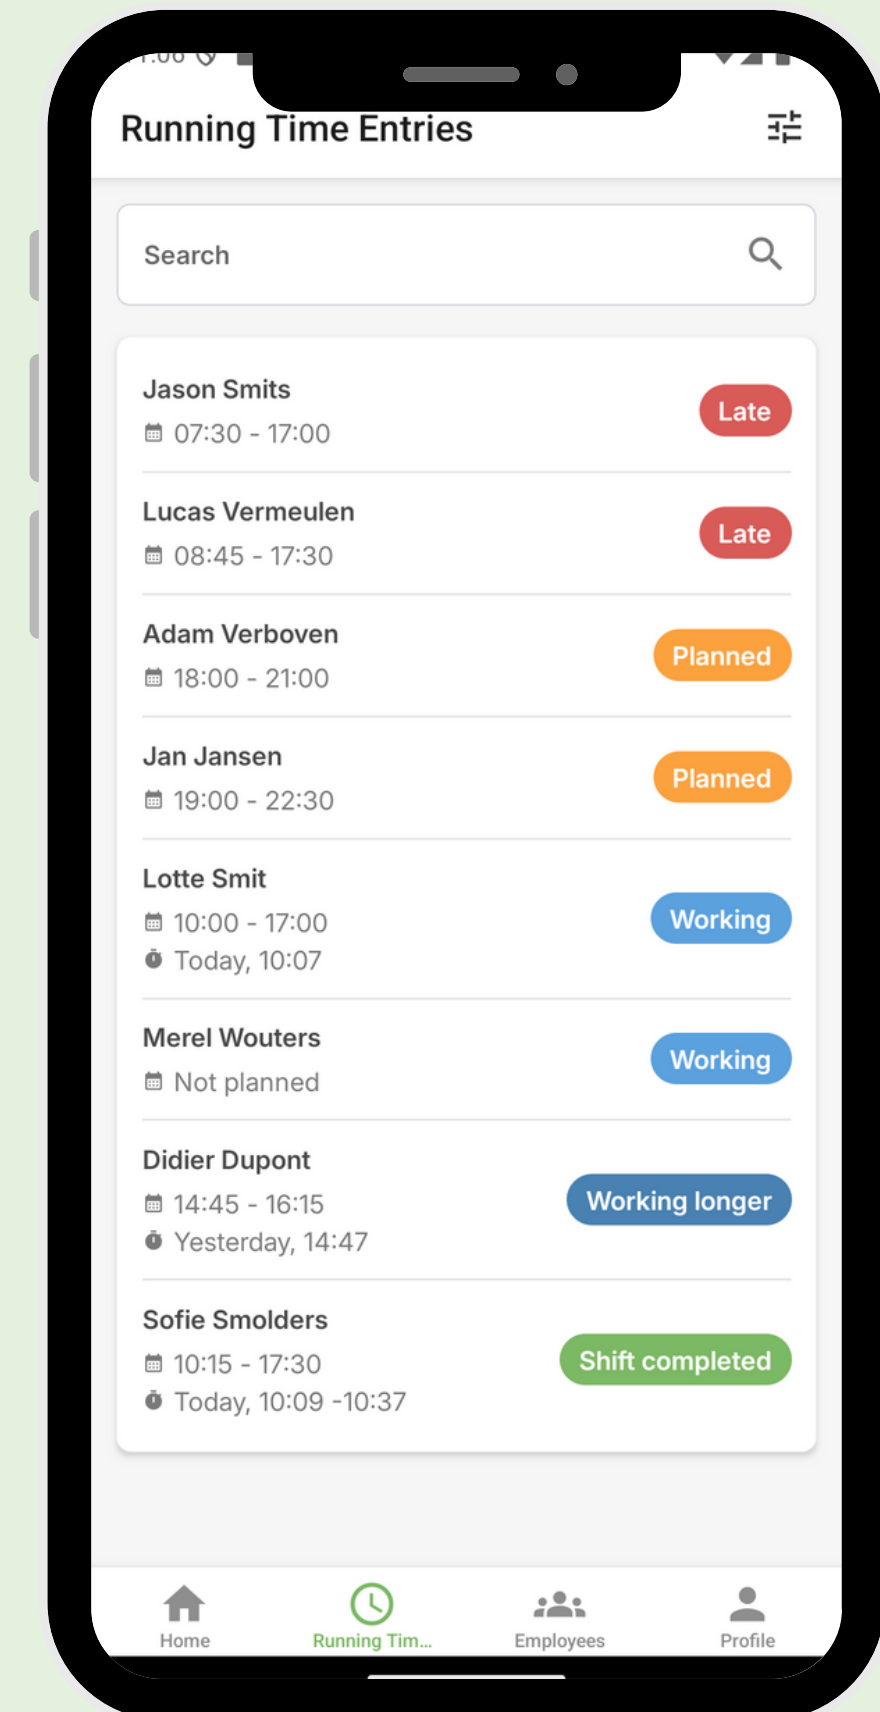 Running Time Entries
Search
Jason Smits
07:30 - 17:00
Late
Lucas Vermeulen
08:45 - 17:30
Late
Adam Verboven
18:00 - 21:00
Planned
Jan Jansen
19:00 - 22:30
Planned
Lotte Smit
10:00 - 17:00
Today, 10:07
Working
Merel Wouters
Not planned
Working
Didier Dupont
14:45 - 16:15
Yesterday, 14:47
Working longer
Sofie Smolders
10:15 - 17:30
Today, 10:09 -10:37
Shift completed
Home
Running Tim...
Employees
Profile